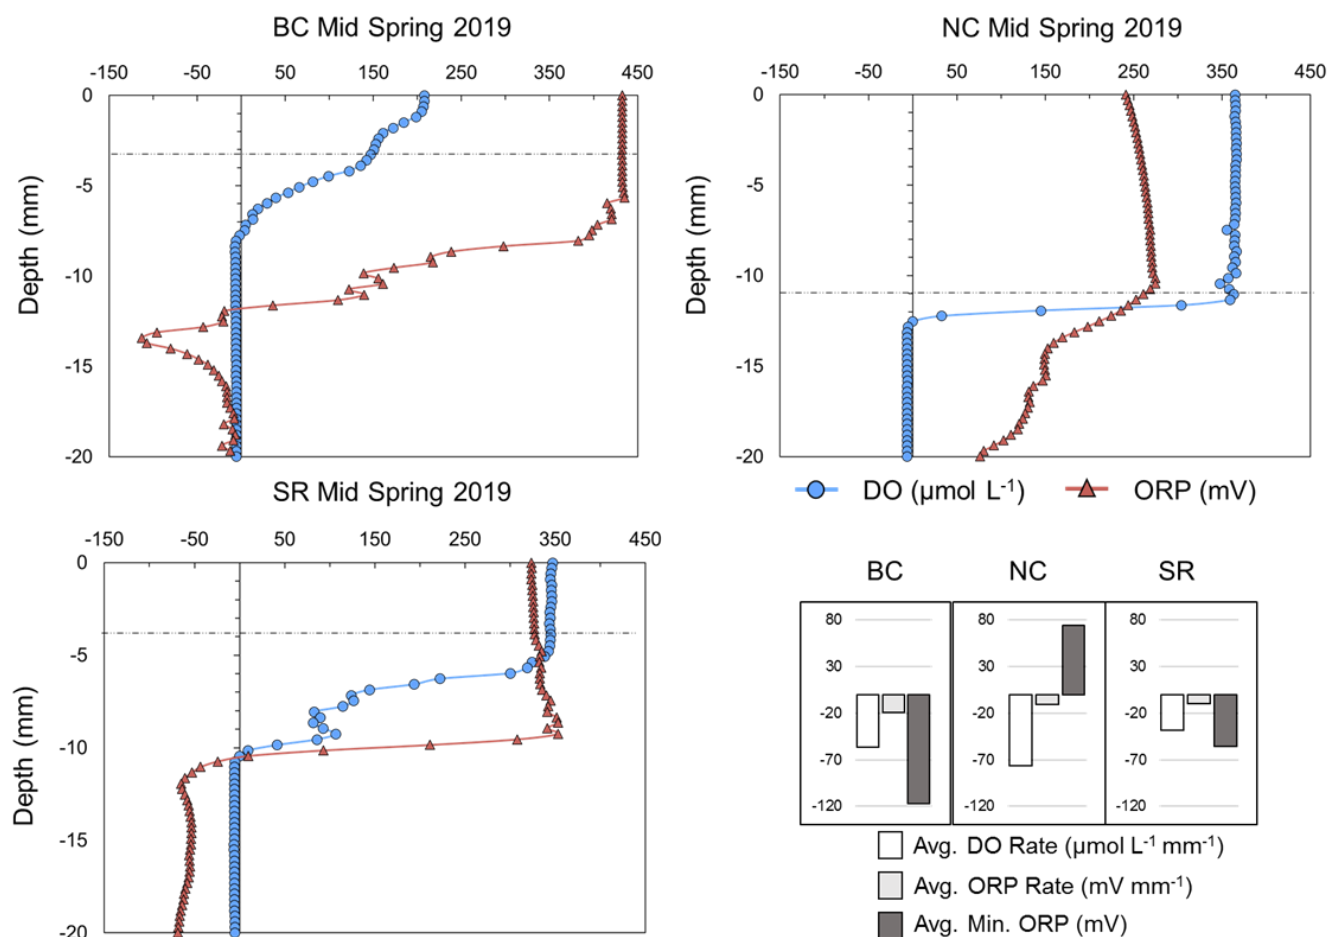 BC Mid Spring 2019
-150 -50 50 150 250 350 450
0
-5
-10
-15
-20
Depth (mm)
NC Mid Spring 2019
-150 -50 50 150 250 350 450
0
-5
-10
-15
-20
Depth (mm)
DO (µmol L⁻¹) ORP (mV)
SR Mid Spring 2019
-150 -50 50 150 250 350 450
0
-5
-10
-15
-20
Depth (mm)
BC NC SR
80 80 80
30 30 30
-20 -20 -20
-70 -70 -70
-120 -120 -120
Avg. DO Rate (µmol L⁻¹ mm⁻¹)
Avg. ORP Rate (mV mm⁻¹)
Avg. Min. ORP (mV)